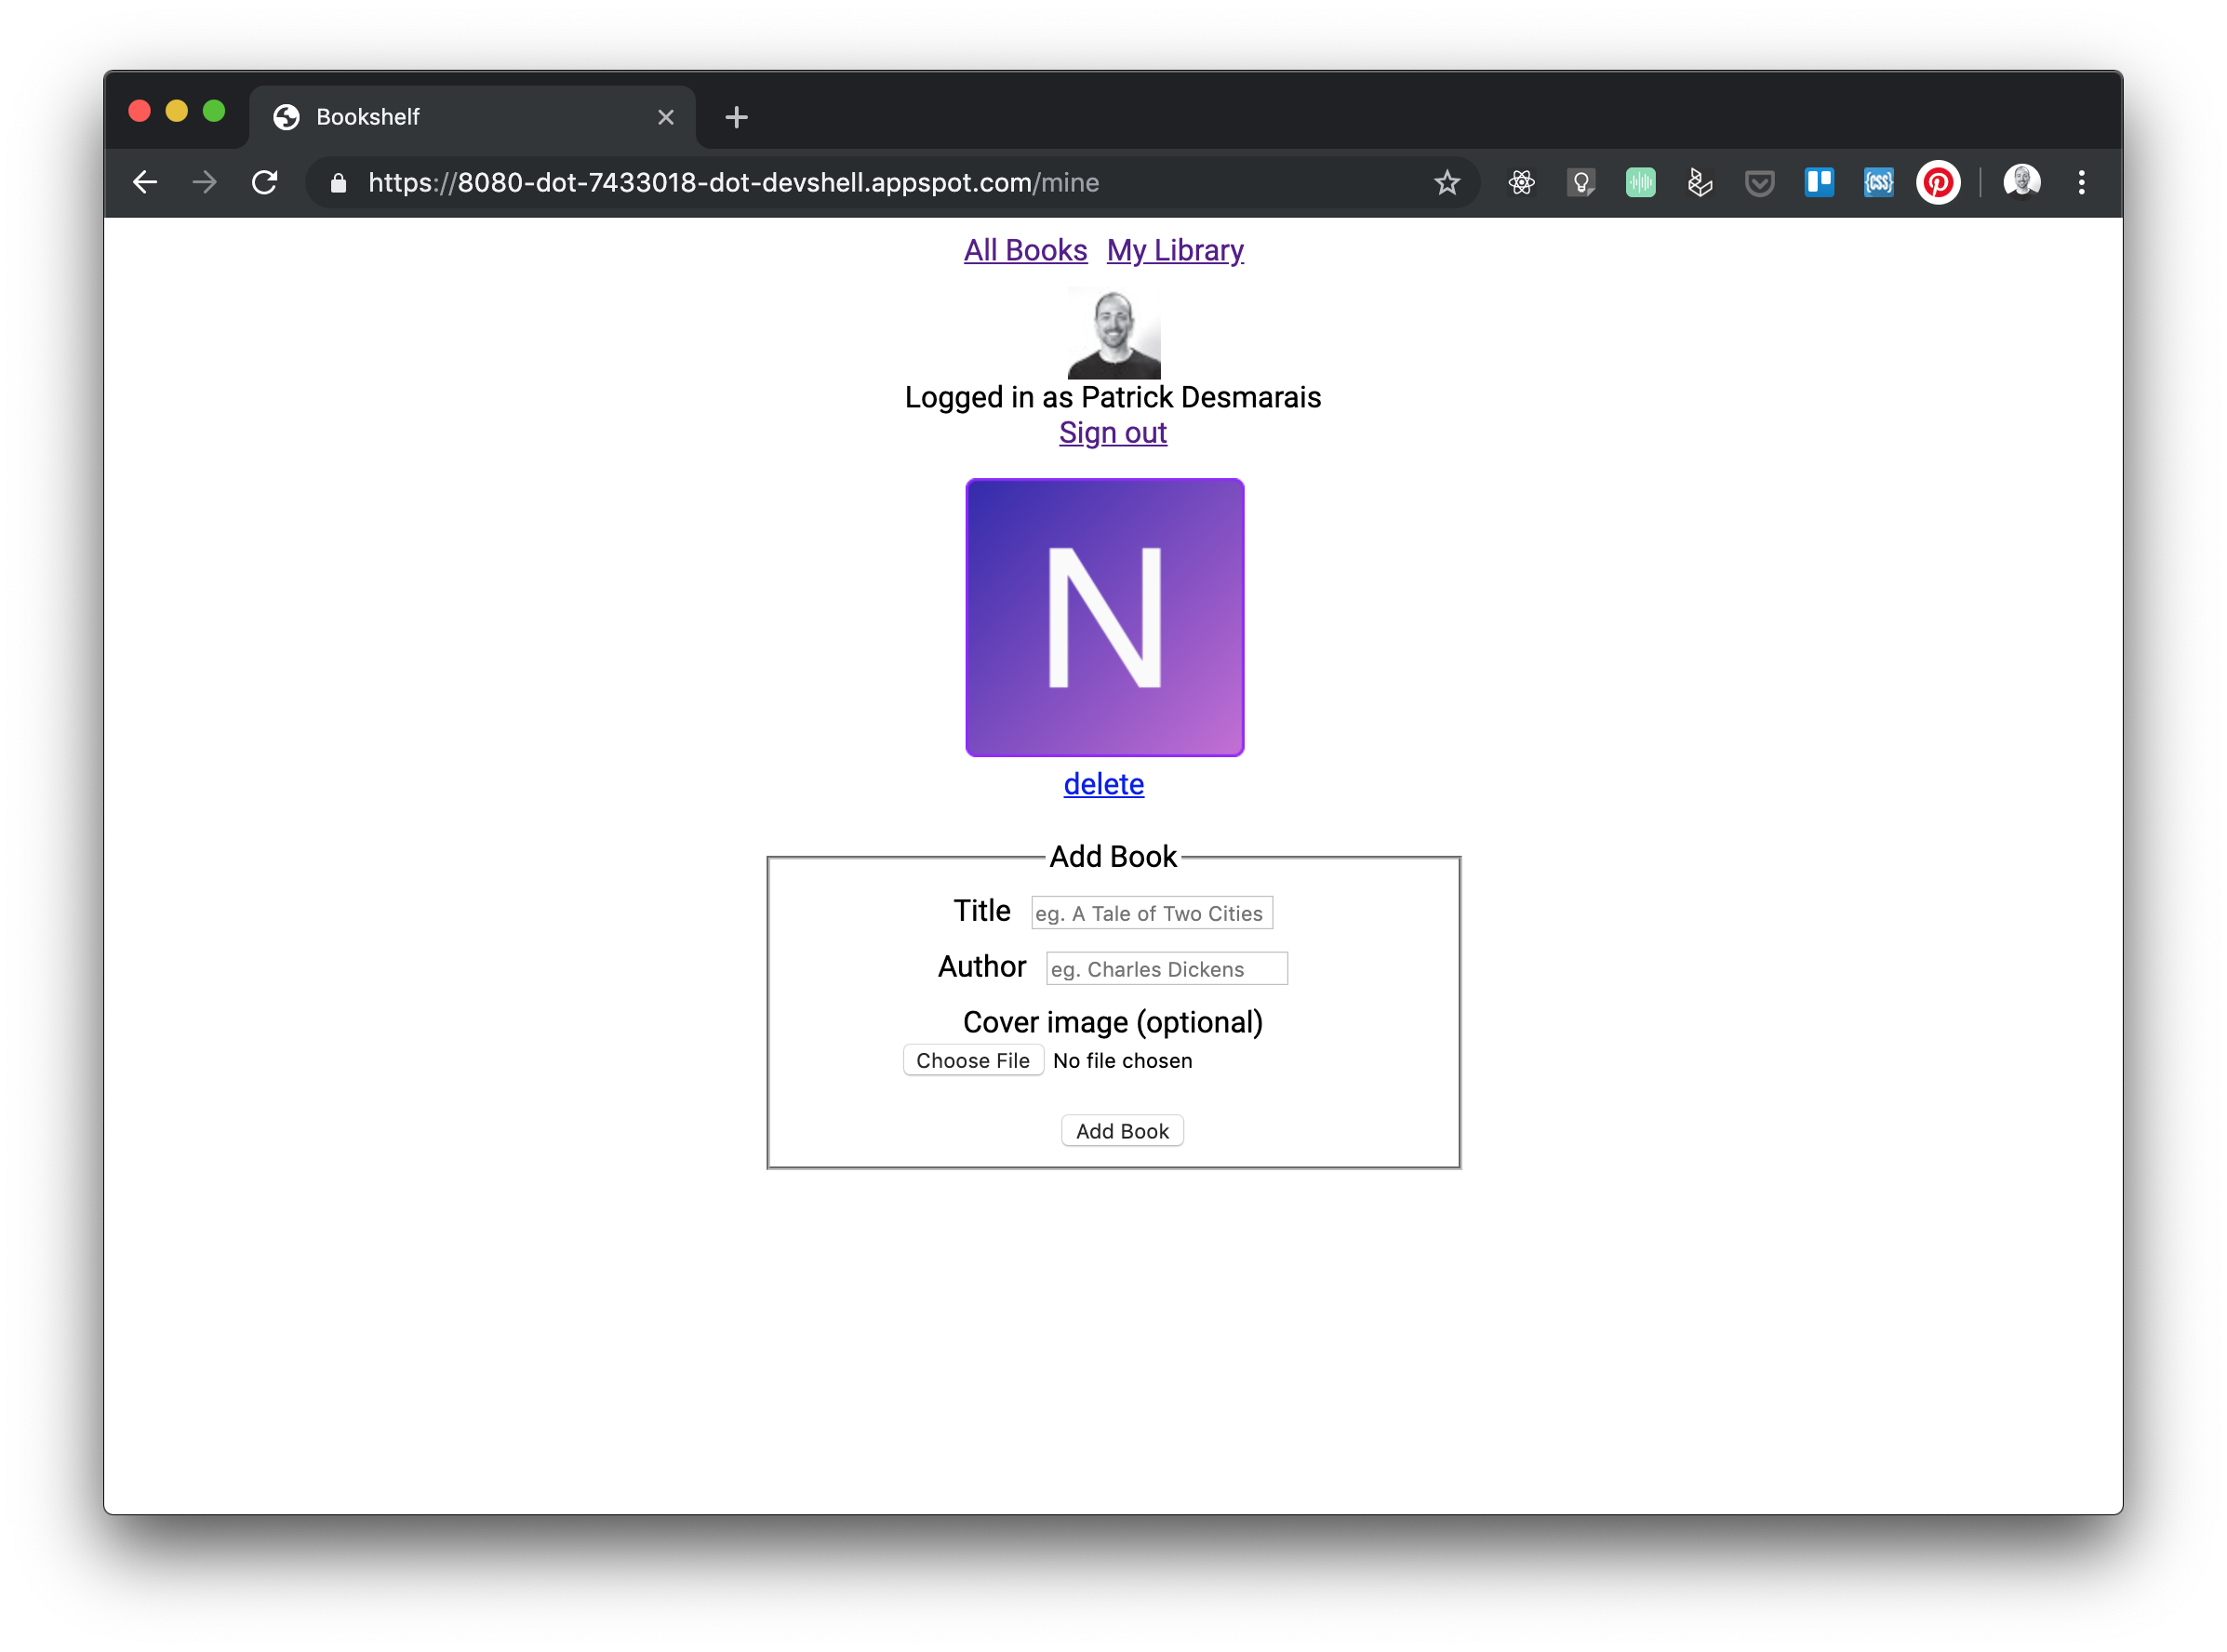 Bookshelf
https://8080-dot-7433018-dot-devshell.appspot.com/mine
{css}
All Books My Library
Logged in as Patrick Desmarais
Sign out
N
delete
Add Book
Title eg. A Tale of Two Cities
Author eg. Charles Dickens
Cover image (optional)
Choose File No file chosen
Add Book